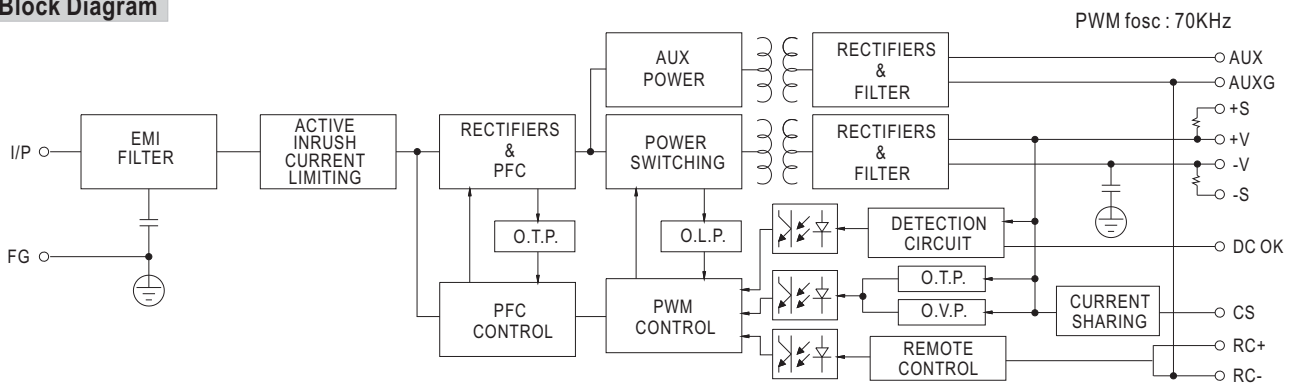 Block Diagram
PWM fosc : 70KHz
I/P
FG
EMI
FILTER
ACTIVE
INRUSH
CURRENT
LIMITING
RECTIFIERS
&
PFC
O.T.P.
PFC
CONTROL
AUX
POWER
POWER
SWITCHING
O.L.P.
PWM
CONTROL
RECTIFIERS
&
FILTER
RECTIFIERS
&
FILTER
DETECTION
CIRCUIT
O.T.P.
O.V.P.
REMOTE
CONTROL
CURRENT
SHARING
AUX
AUXG
+S
+V
-V
-S
DC OK
CS
RC+
RC-